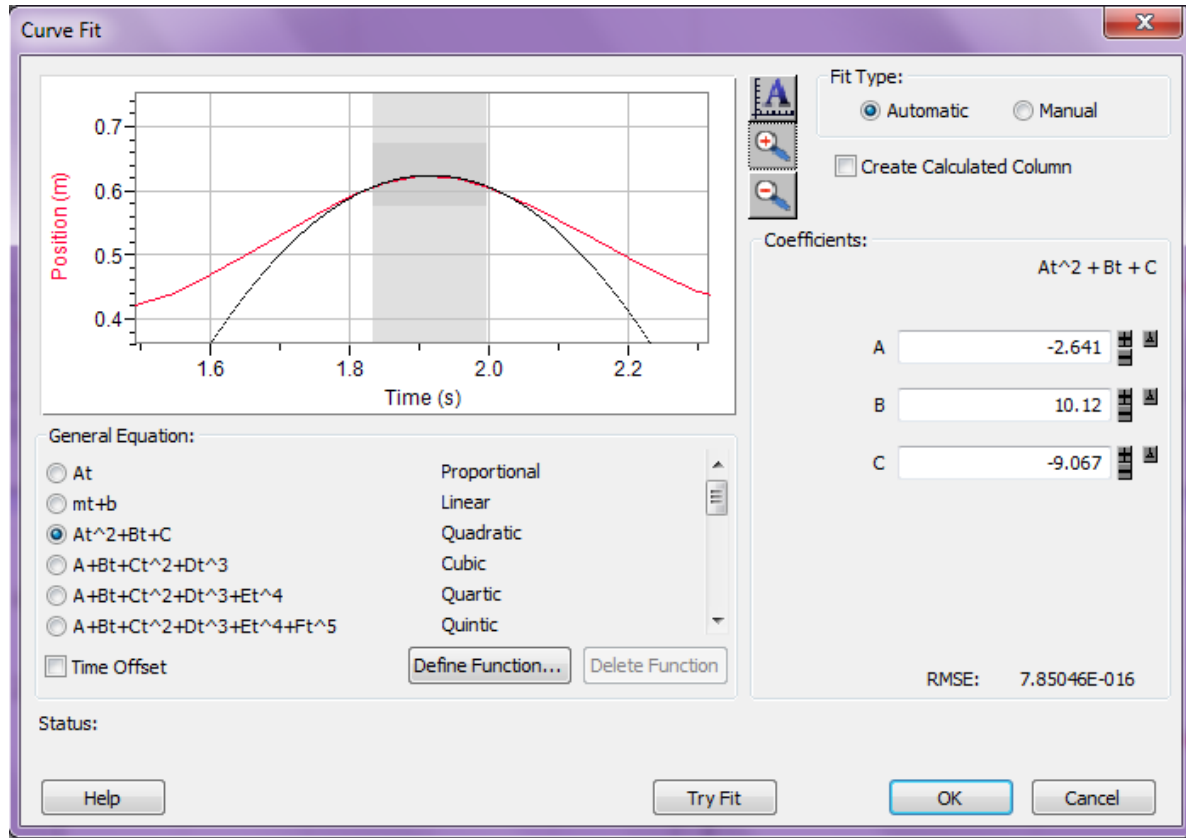 Curve Fit
0.7
0.6
0.5
0.4
Position (m)
1.6 1.8 2.0 2.2
Time (s)
A
Fit Type:
Automatic Manual
Create Calculated Column
Coefficients:
At^2 + Bt + C
A -2.641
B 10.12
C -9.067
RMSE: 7.85046E-016
General Equation:
At Proportional
mt+b Linear
At^2+Bt+C Quadratic
A+Bt+Ct^2+Dt^3 Cubic
A+Bt+Ct^2+Dt^3+Et^4 Quartic
A+Bt+Ct^2+Dt^3+Et^4+Ft^5 Quintic
Time Offset Define Function... Delete Function
Status:
Help Try Fit OK Cancel